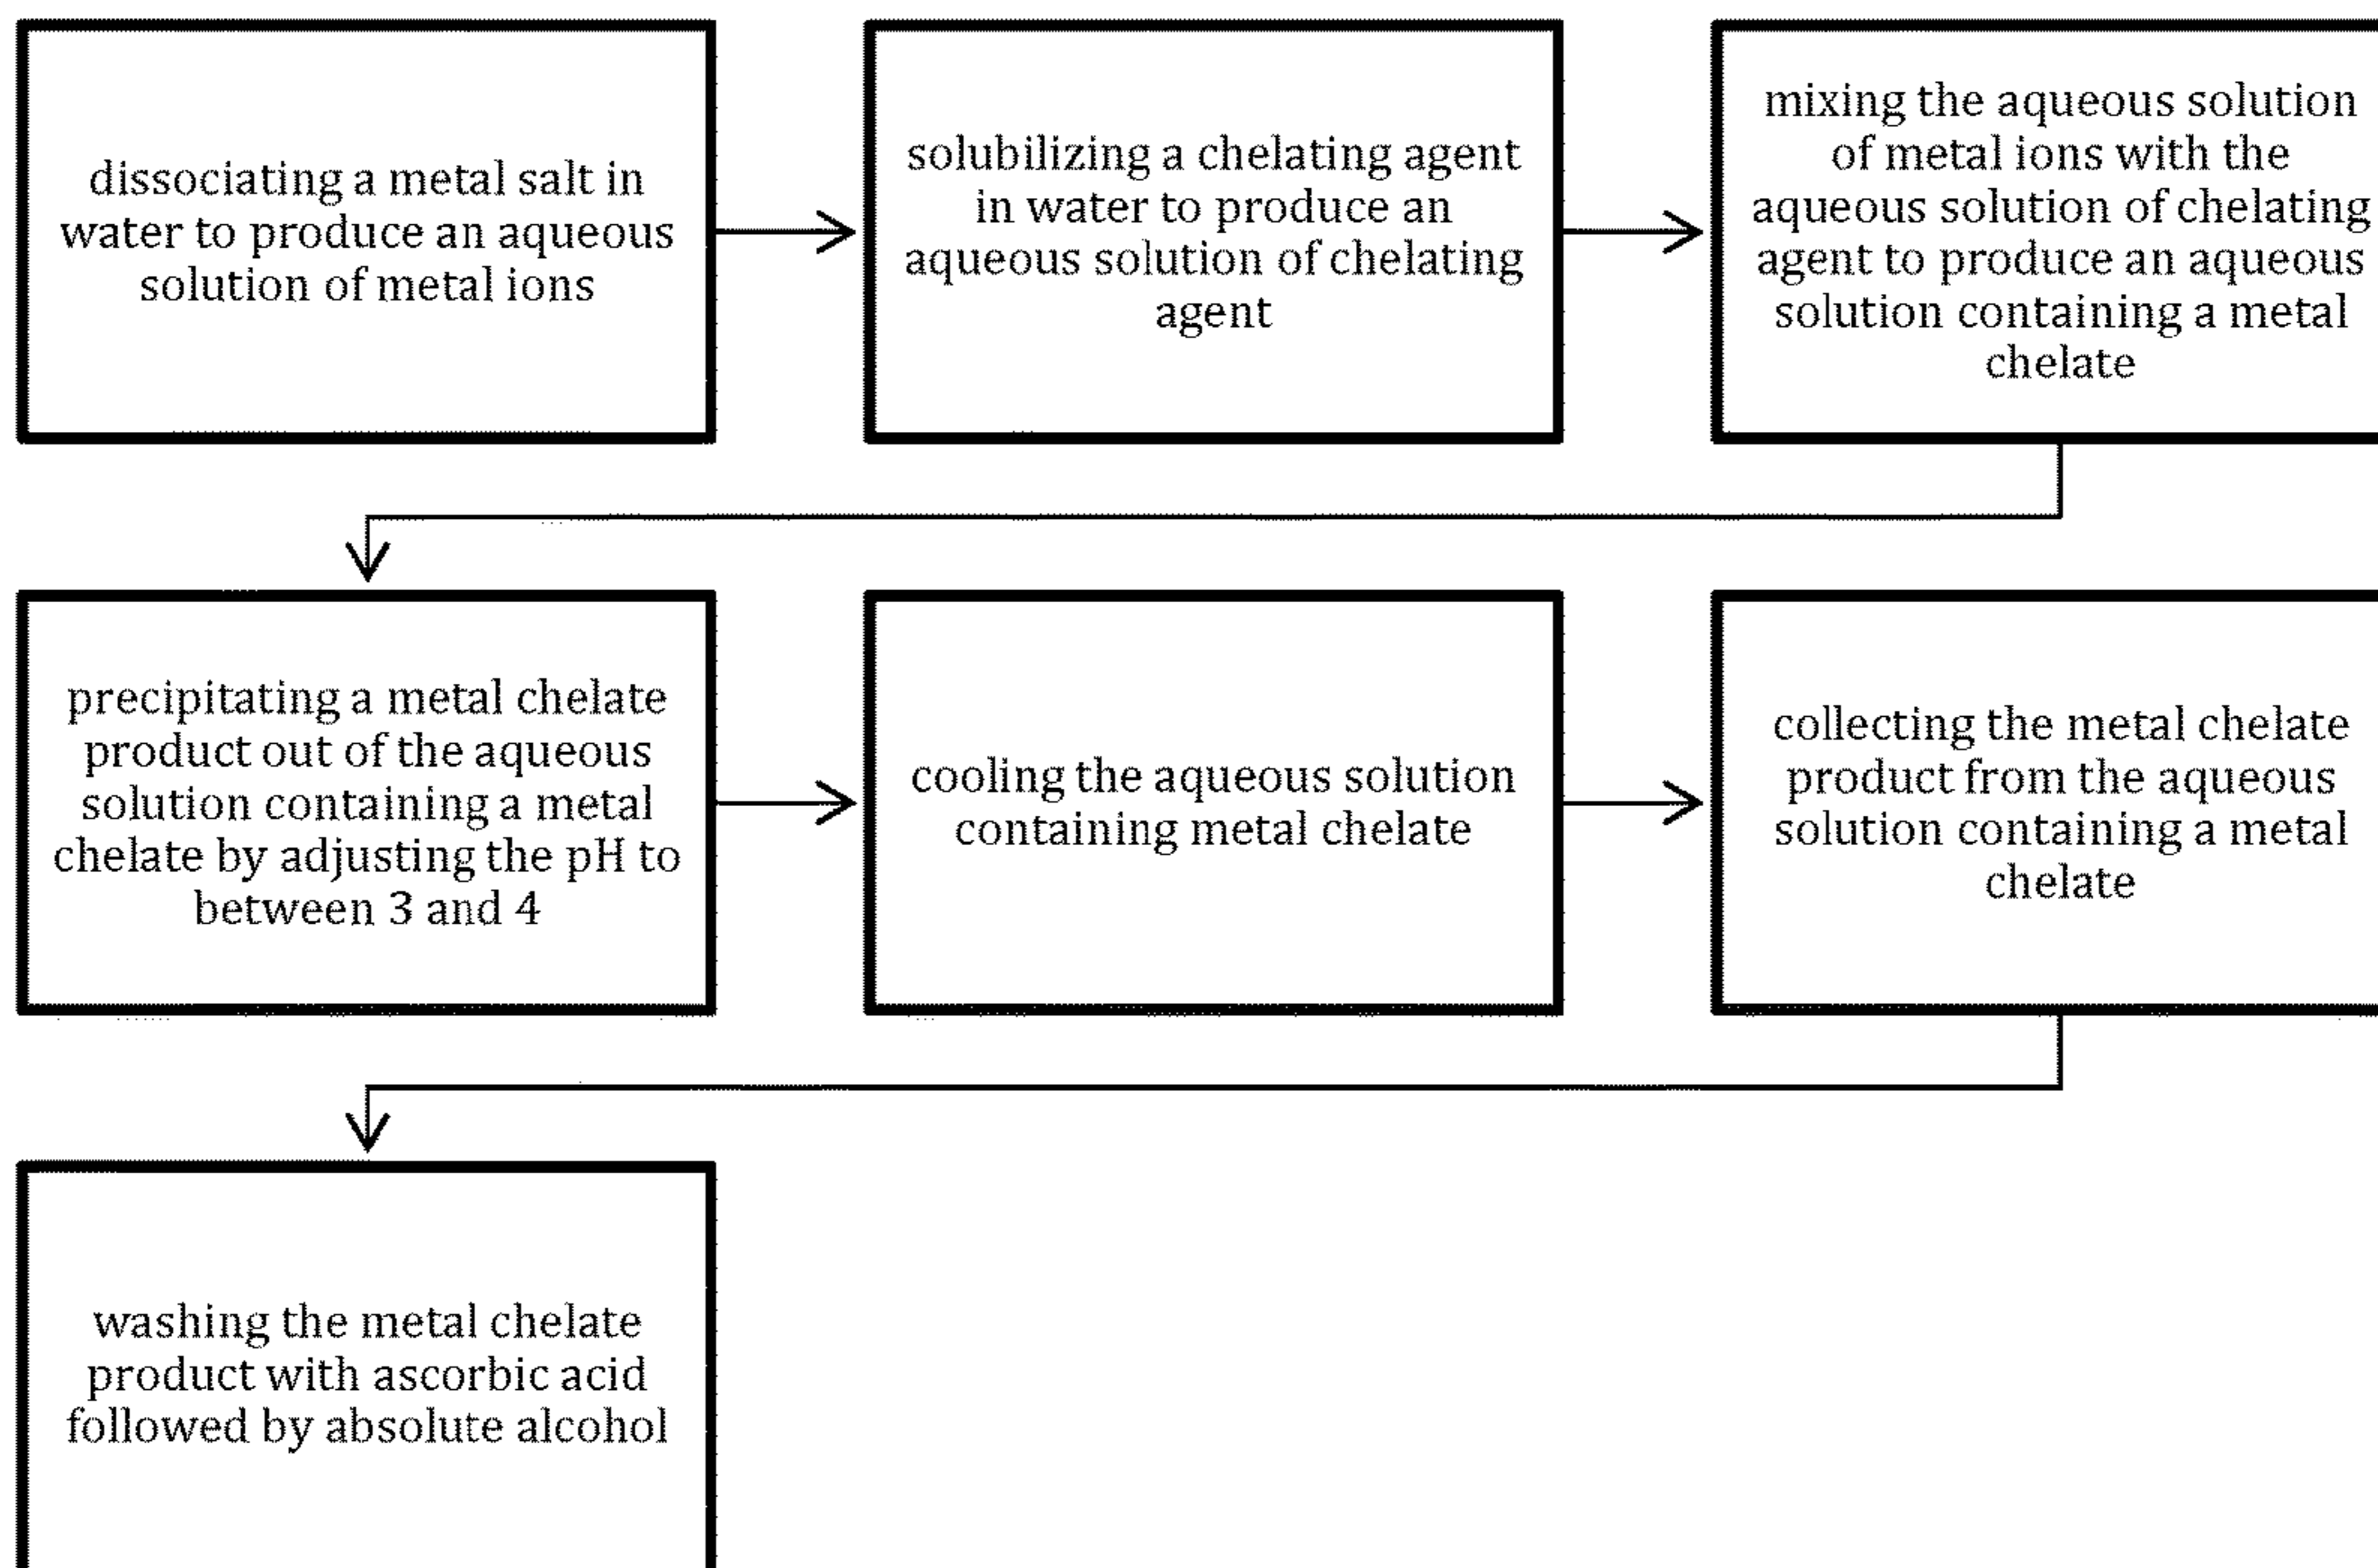 dissociating a metal salt in
water to produce an aqueous
solution of metal ions
solubilizing a chelating agent
in water to produce an
aqueous solution of chelating
agent
mixing the aqueous solution
of metal ions with the
aqueous solution of chelating
agent to produce an aqueous
solution containing a metal
chelate
precipitating a metal chelate
product out of the aqueous
solution containing a metal
chelate by adjusting the pH to
between 3 and 4
cooling the aqueous solution
containing metal chelate
collecting the metal chelate
product from the aqueous
solution containing a metal
chelate
washing the metal chelate
product with ascorbic acid
followed by absolute alcohol